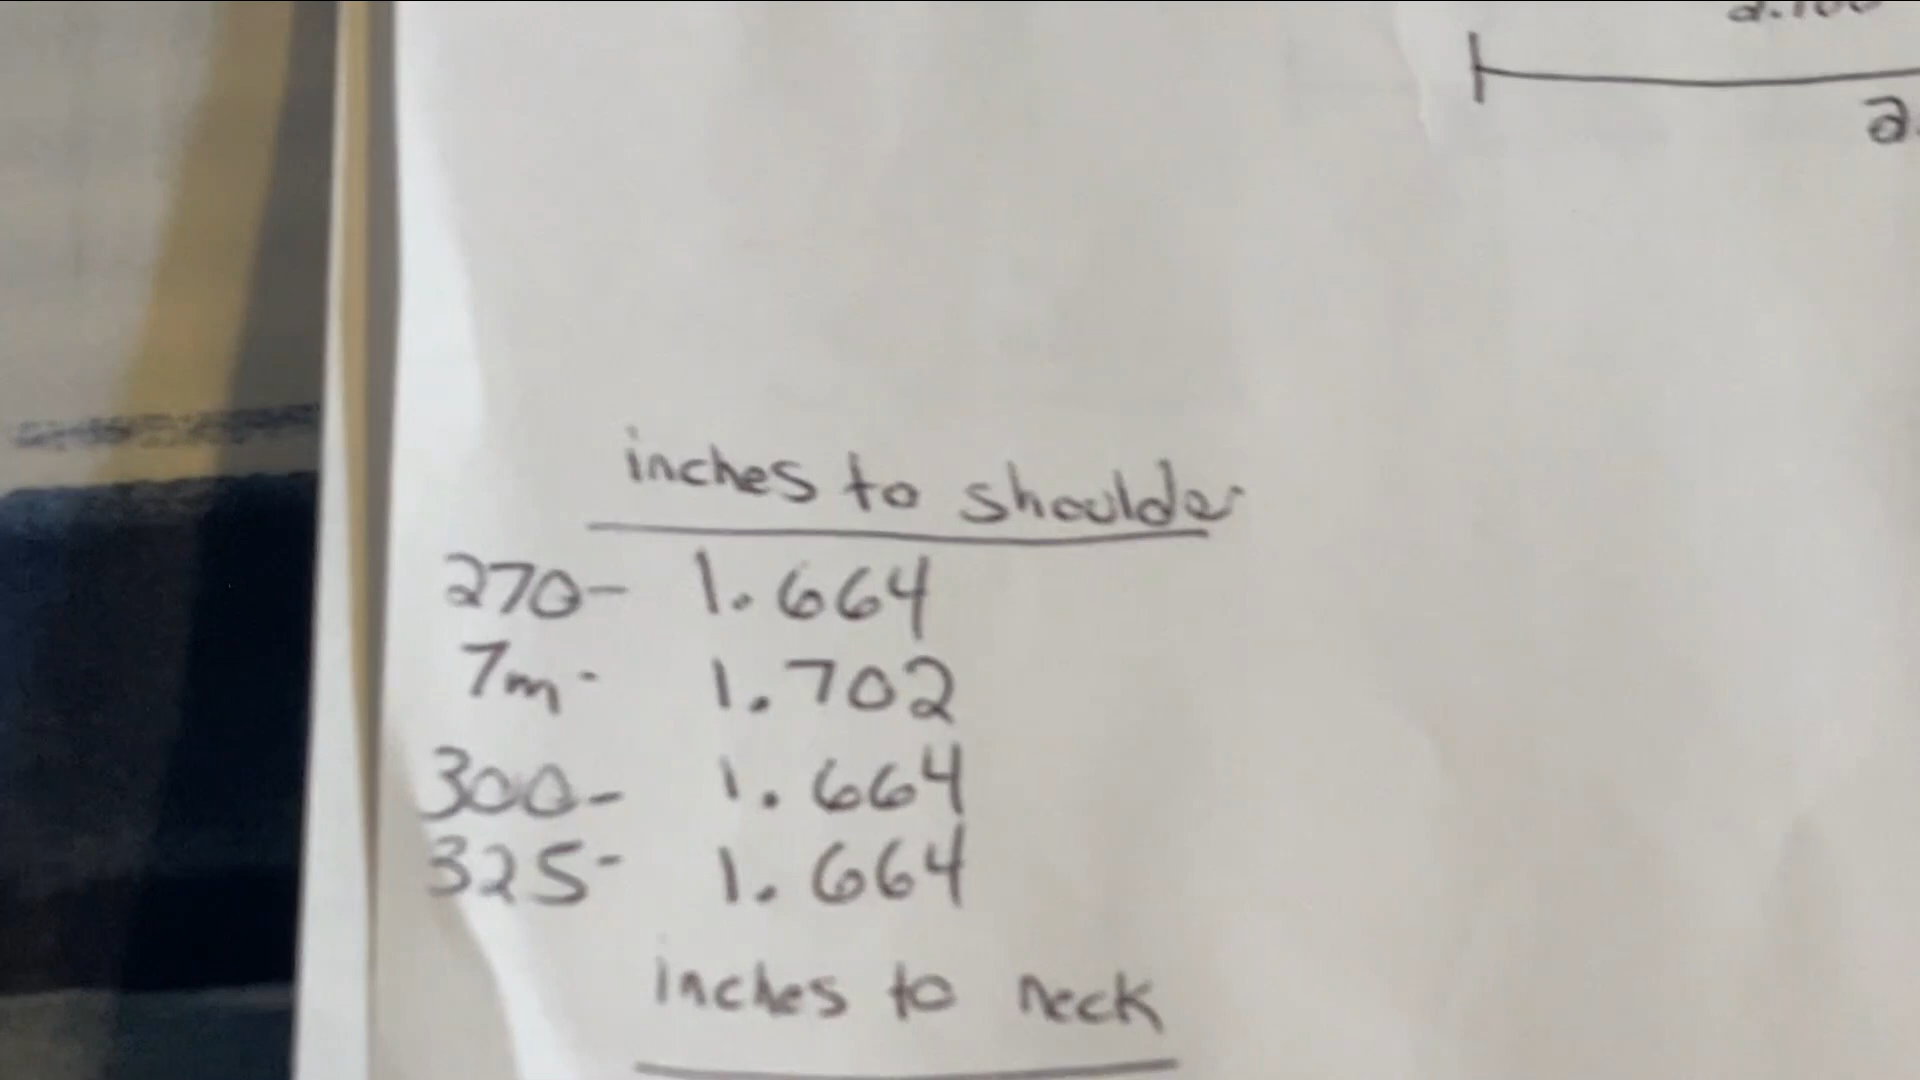 inches to shoulder
270- 1.664
7m- 1.702
300- 1.664
325- 1.664
inches to neck